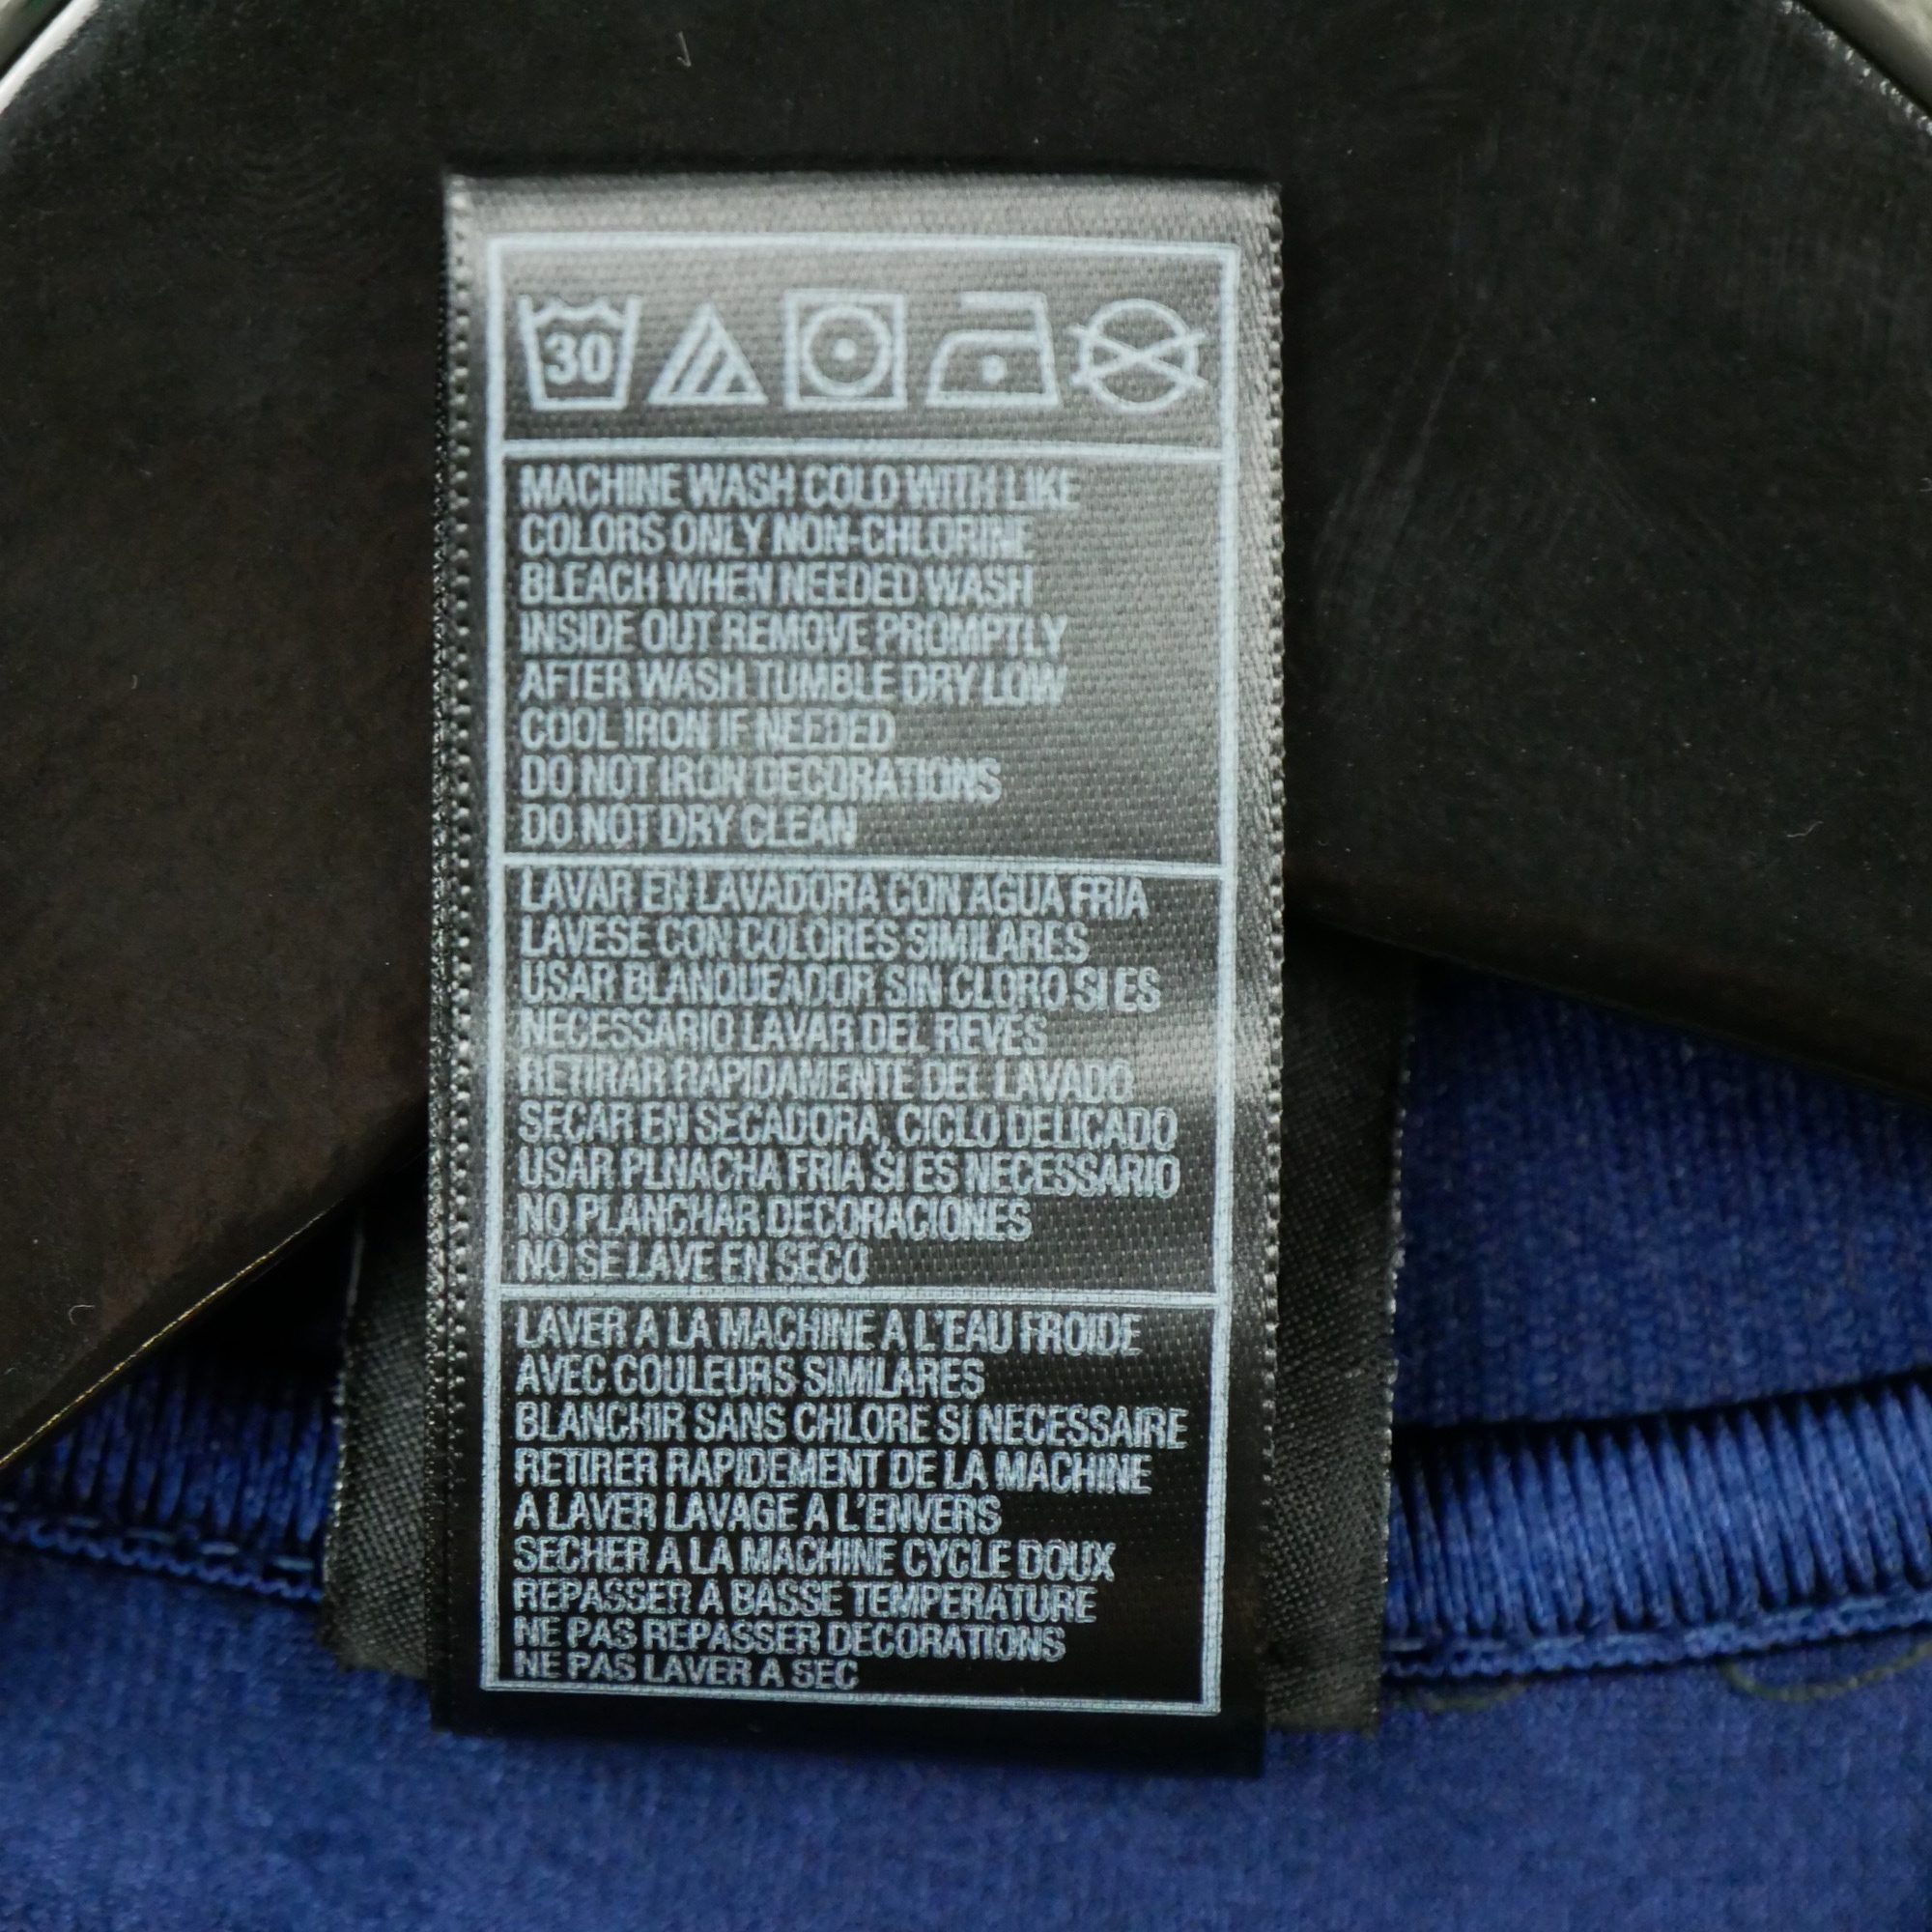 30
MACHINE WASH COLD WITH LIKE
COLORS ONLY NON-CHLORINE
BLEACH WHEN NEEDED WASH
INSIDE OUT REMOVE PROMPTLY
AFTER WASH TUMBLE DRY LOW
COOL IRON IF NEEDED
DO NOT IRON DECORATIONS
DO NOT DRY CLEAN
LAVAR EN LAVADORA CON AGUA FRIA
LAVESE CON COLORES SIMILARES
USAR BLANQUEADOR SIN CLORO SI ES
NECESSARIO LAVAR DEL REVES
RETIRAR RAPIDAMENTE DEL LAVADO
SECAR EN SECADORA, CICLO DELICADO
USAR PLNACHA FRIA SI ES NECESSARIO
NO PLANCHAR DECORACIONES
NO SE LAVE EN SECO
LAVER A LA MACHINE A L'EAU FROIDE
AVEC COULEURS SIMILARES
BLANCHIR SANS CHLORE SI NECESSAIRE
RETIRER RAPIDEMENT DE LA MACHINE
A LAVER LAVAGE A L'ENVERS
SECHER A LA MACHINE CYCLE DOUX
REPASSER A BASSE TEMPERATURE
NE PAS REPASSER DECORATIONS
NE PAS LAVER A SEC